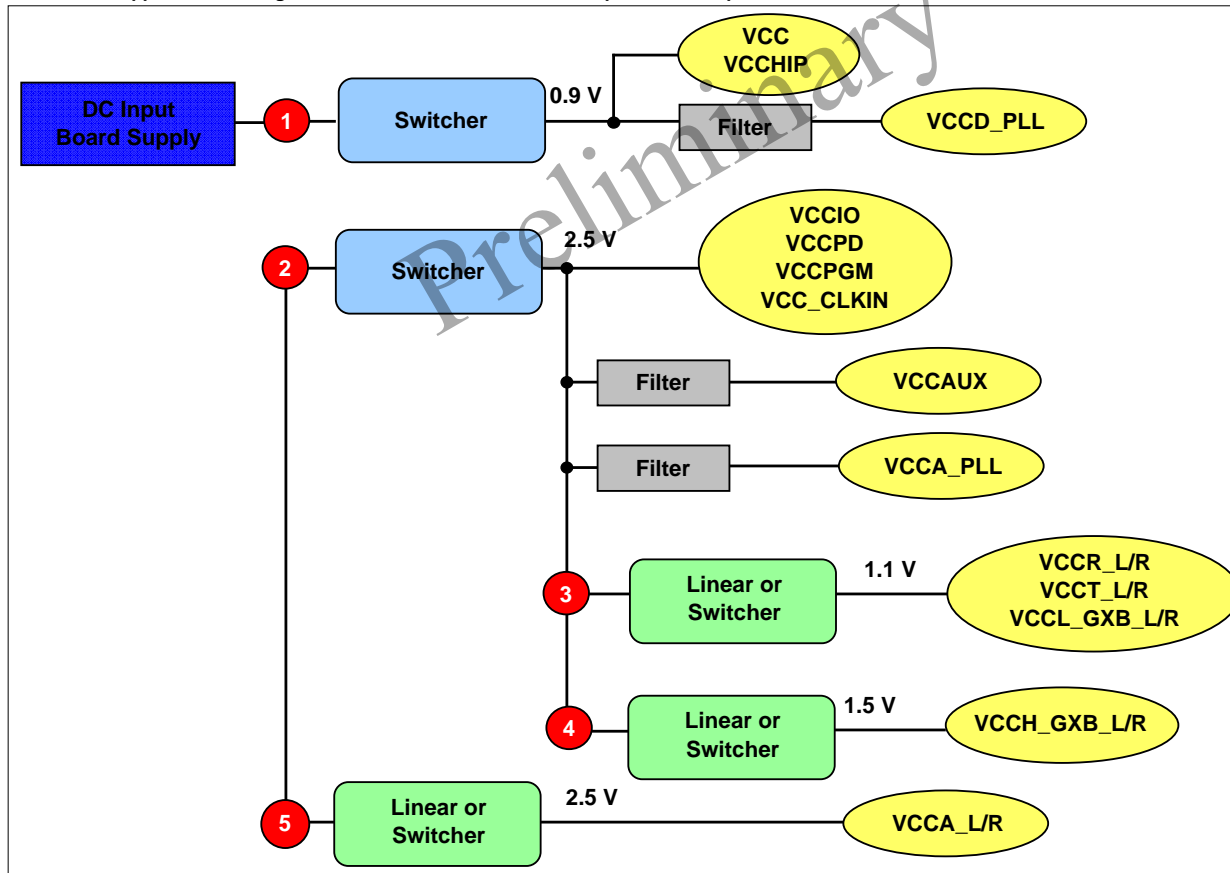 DC Input
Board Supply
1
Switcher
0.9 V
VCC
VCCHIP
Filter
VCCD_PLL
Preliminary
2
Switcher
2.5 V
VCCIO
VCCPD
VCCPGM
VCC_CLKIN
Filter
VCCAUX
Filter
VCCA_PLL
3
Linear or
Switcher
1.1 V
VCCR_L/R
VCCT_L/R
VCCL_GXB_L/R
4
Linear or
Switcher
1.5 V
VCCH_GXB_L/R
5
Linear or
Switcher
2.5 V
VCCA_L/R